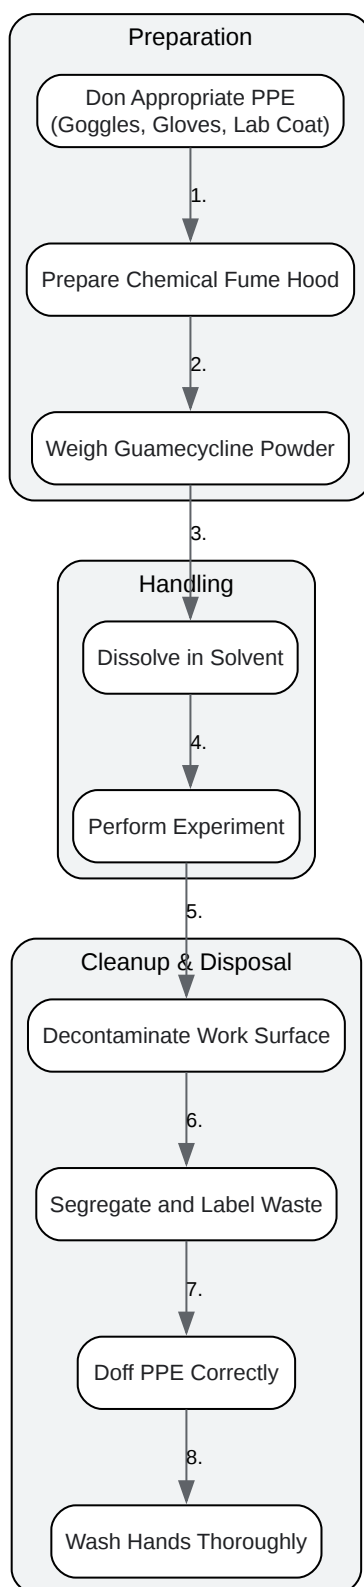 Preparation
Don Appropriate PPE
(Goggles, Gloves, Lab Coat)
1.
Prepare Chemical Fume Hood
2.
Weigh Guamecycline Powder
3.
Handling
Dissolve in Solvent
4.
Perform Experiment
5.
Cleanup & Disposal
Decontaminate Work Surface
6.
Segregate and Label Waste
7.
Doff PPE Correctly
8.
Wash Hands Thoroughly